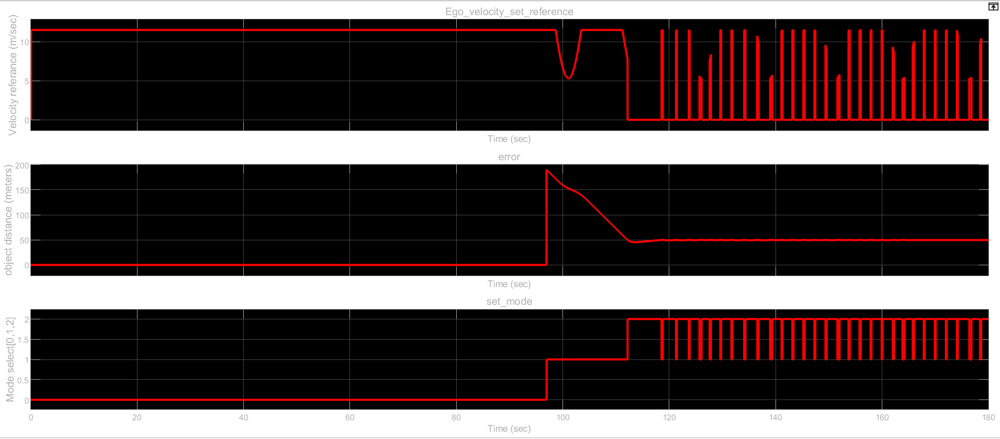 Ego_velocity_set_reference
Velocity referance (m/sec)
10
5
0
Time (sec)
error
object distance (meters)
200
150
100
50
0
Time (sec)
set_mode
Mode select[0,1,2]
2
1.5
1
0.5
0
0 20 40 60 80 100 120 140 160 180
Time (sec)